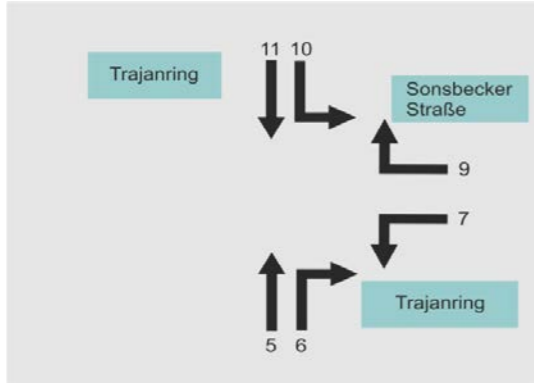 11 10
Trajanring
Sonsbecker
Straße
9
7
Trajanring
5 6